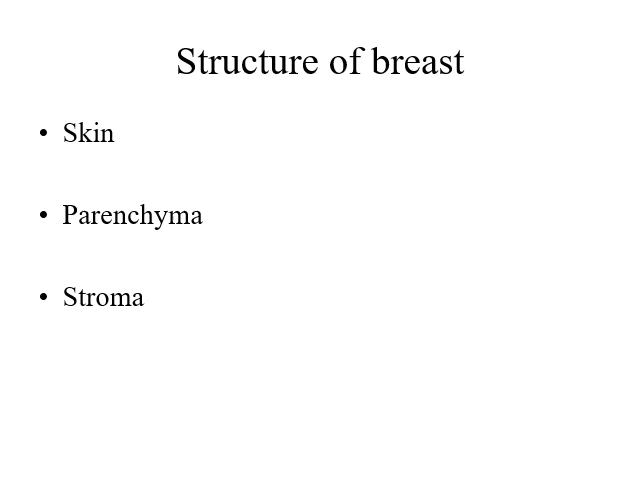 Structure of breast
• Skin
• Parenchyma
• Stroma